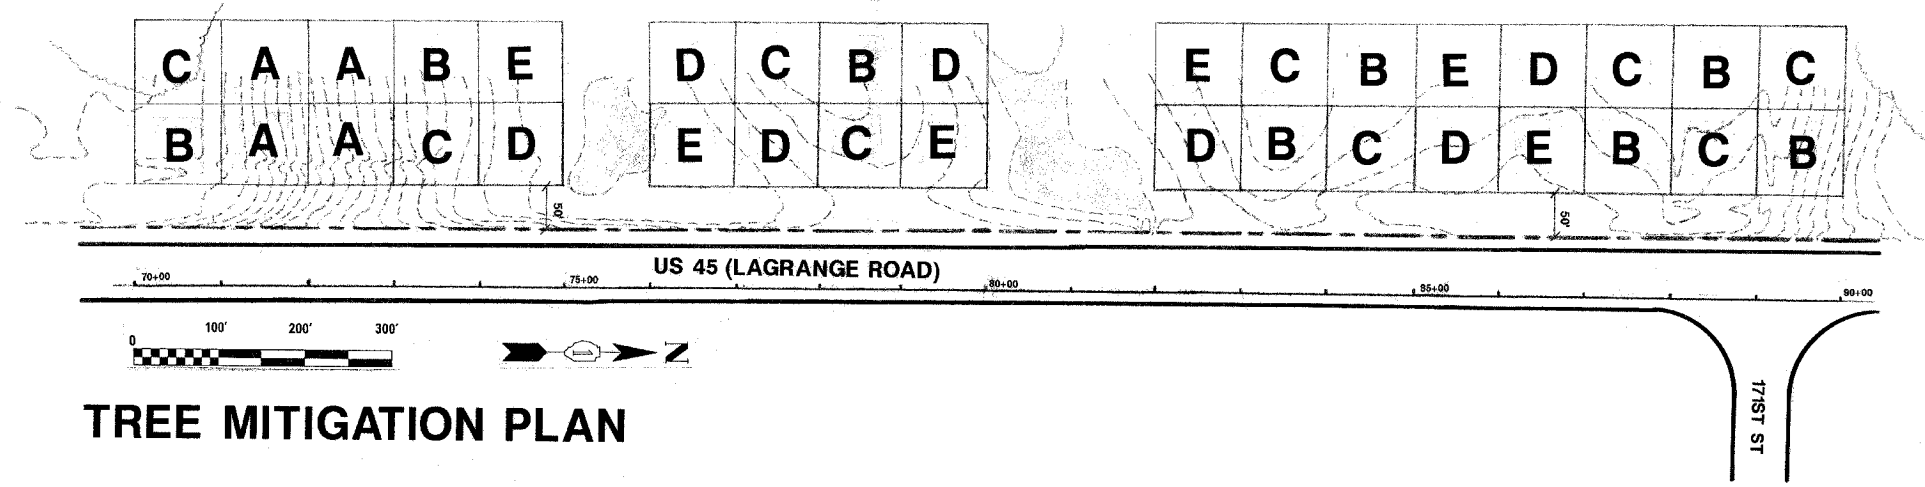 C A A B E D C B D E C B E D C B C
B A A C D E D C E D B C D E B C B
50' 50'
US 45 (LAGRANGE ROAD)
70+00 75+00 80+00 85+00 90+00
0 100' 200' 300'
N
171ST ST
TREE MITIGATION PLAN